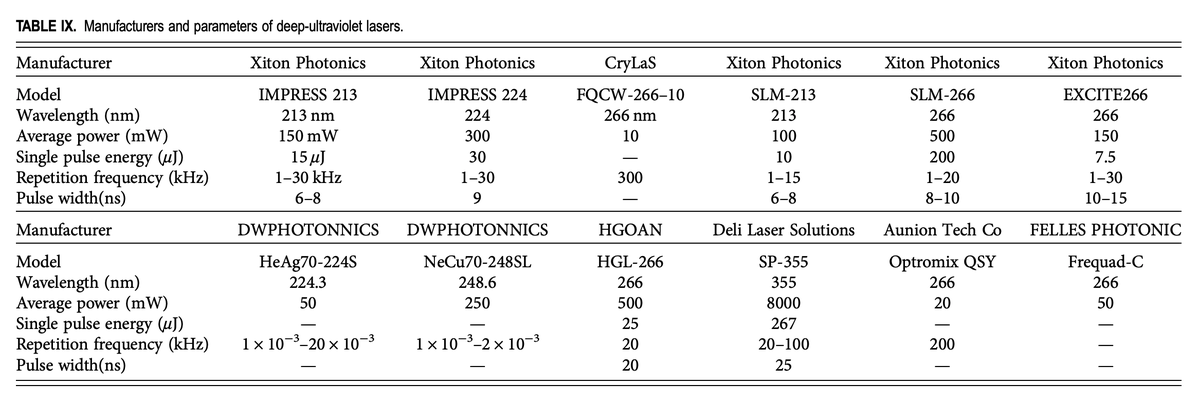 TABLE IX. Manufacturers and parameters of deep-ultraviolet lasers.
Manufacturer Xiton Photonics Xiton Photonics CryLaS Xiton Photonics Xiton Photonics Xiton Photonics
Model IMPRESS 213 IMPRESS 224 FQCW-266–10 SLM-213 SLM-266 EXCITE266
Wavelength (nm) 213 nm 224 266 nm 213 266 266
Average power (mW) 150 mW 300 10 100 500 150
Single pulse energy (μJ) 15 μJ 30 — 10 200 7.5
Repetition frequency (kHz) 1–30 kHz 1–30 300 1–15 1–20 1–30
Pulse width(ns) 6–8 9 — 6–8 8–10 10–15
Manufacturer DWPHOTONNICS DWPHOTONNICS HGOAN Deli Laser Solutions Aunion Tech Co FELLES PHOTONIC
Model HeAg70-224S NeCu70-248SL HGL-266 SP-355 Optromix QSY Frequad-C
Wavelength (nm) 224.3 248.6 266 355 266 266
Average power (mW) 50 250 500 8000 20 50
Single pulse energy (μJ) — — 25 267 — —
Repetition frequency (kHz) 1 × 10⁻³–20 × 10⁻³ 1 × 10⁻³–2 × 10⁻³ 20 20–100 200 —
Pulse width(ns) — — 20 25 — —